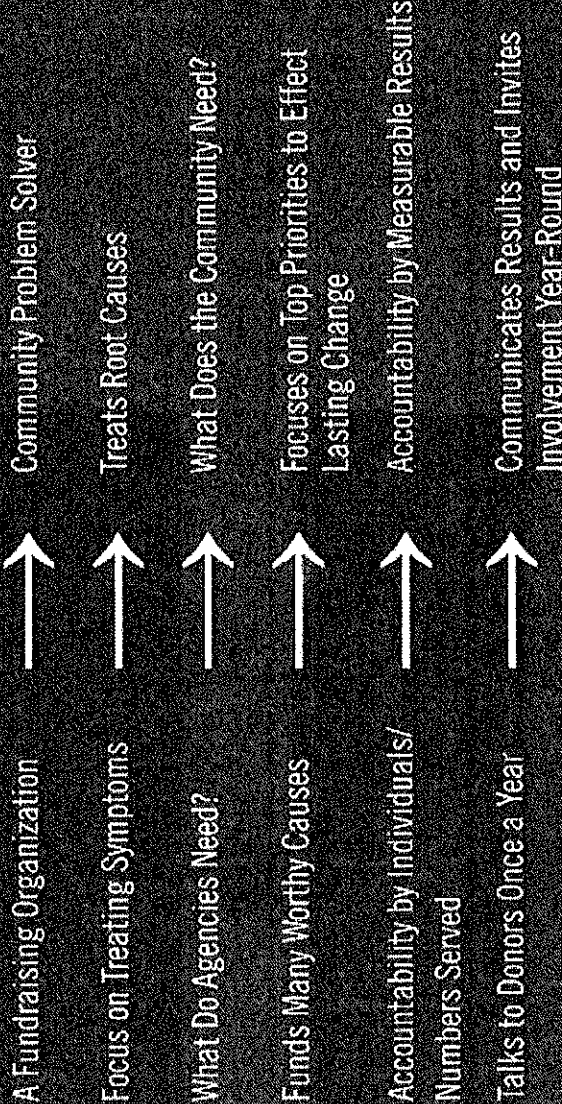 A Fundraising Organization
Community Problem Solver
Focus on Treating Symptoms
Treats Root Causes
What Do Agencies Need?
What Does the Community Need?
Funds Many Worthy Causes
Focuses on Top Priorities to Effect
Lasting Change
Accountability by Individuals/
Numbers Served
Accountability by Measurable Results
Talks to Donors Once a Year
Communicates Results and Invites
Involvement Year-Round